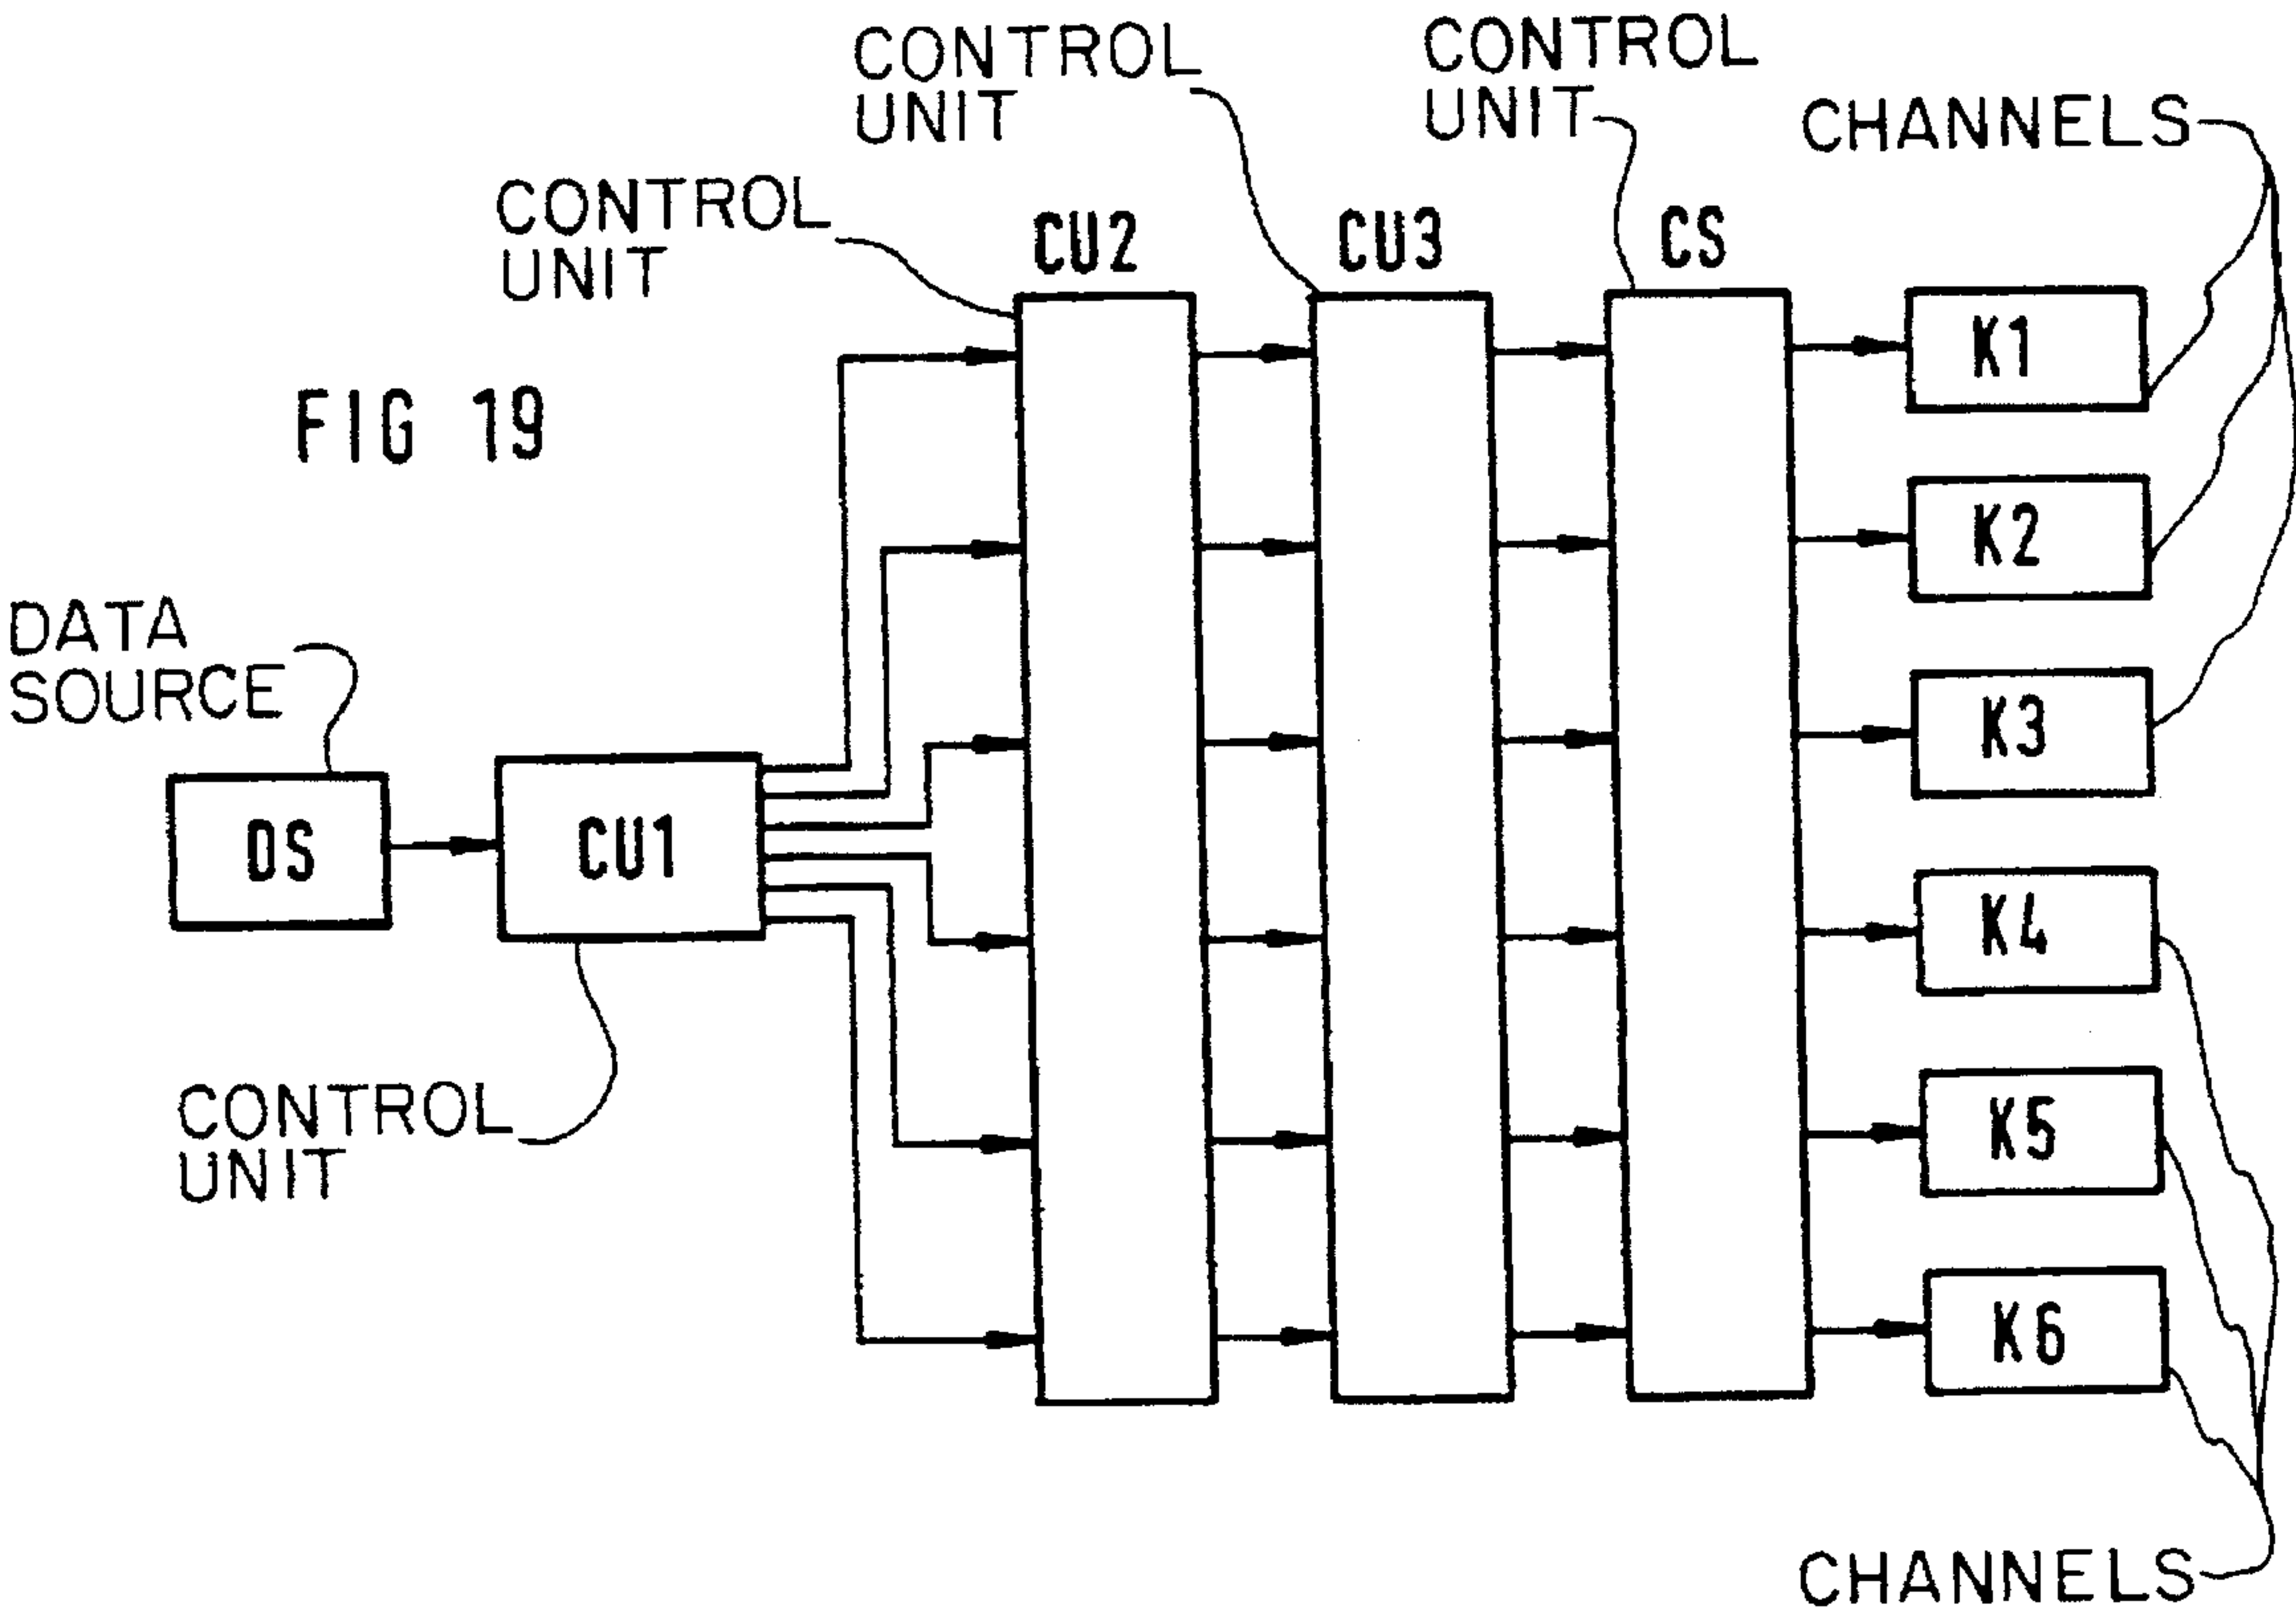 CONTROL
UNIT
CONTROL
UNIT
CHANNELS
CONTROL
UNIT
CU2
CU3
CS
K1
FIG 19
K2
DATA
SOURCE
K3
DS
CU1
K4
CONTROL
UNIT
K5
K6
CHANNELS